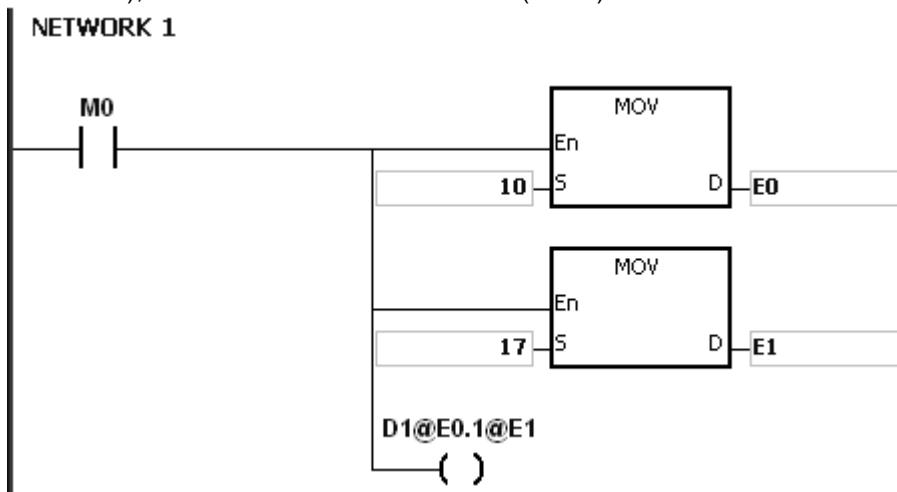 NETWORK 1
M0
MOV
En
10 S D E0
MOV
En
17 S D E1
D1@E0.1@E1